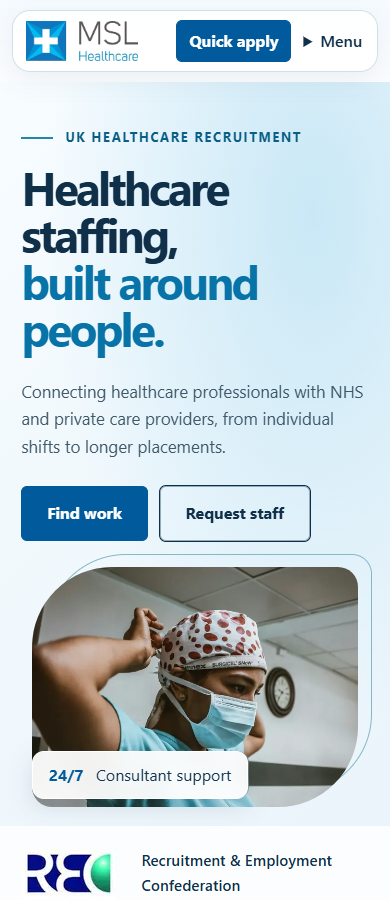 MSL
Healthcare
Quick apply
Menu
UK HEALTHCARE RECRUITMENT
Healthcare
staffing,
built around
people.
Connecting healthcare professionals with NHS
and private care providers, from individual
shifts to longer placements.
Find work
Request staff
24/7 Consultant support
REC
Recruitment & Employment
Confederation